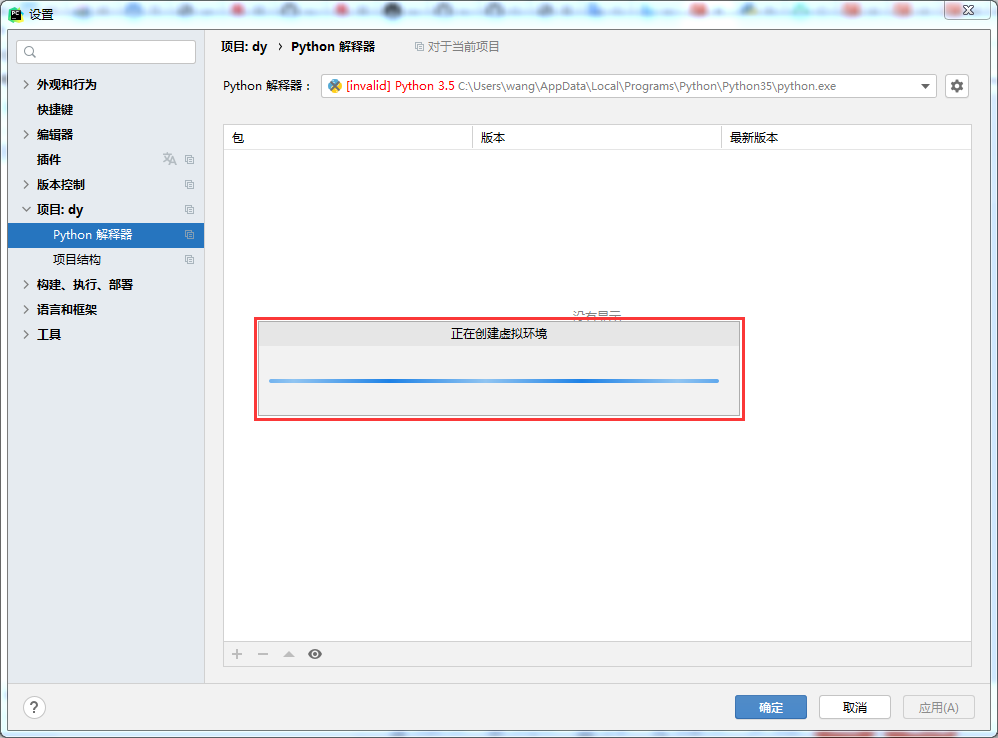 设置
项目: dy › Python 解释器 对于当前项目
Python 解释器： [invalid] Python 3.5 C:\Users\wang\AppData\Local\Programs\Python\Python35\python.exe
外观和行为
快捷键
编辑器
插件
版本控制
项目: dy
Python 解释器
项目结构
构建、执行、部署
语言和框架
工具
包 版本 最新版本
没有显示
正在创建虚拟环境
? 确定 取消 应用(A)